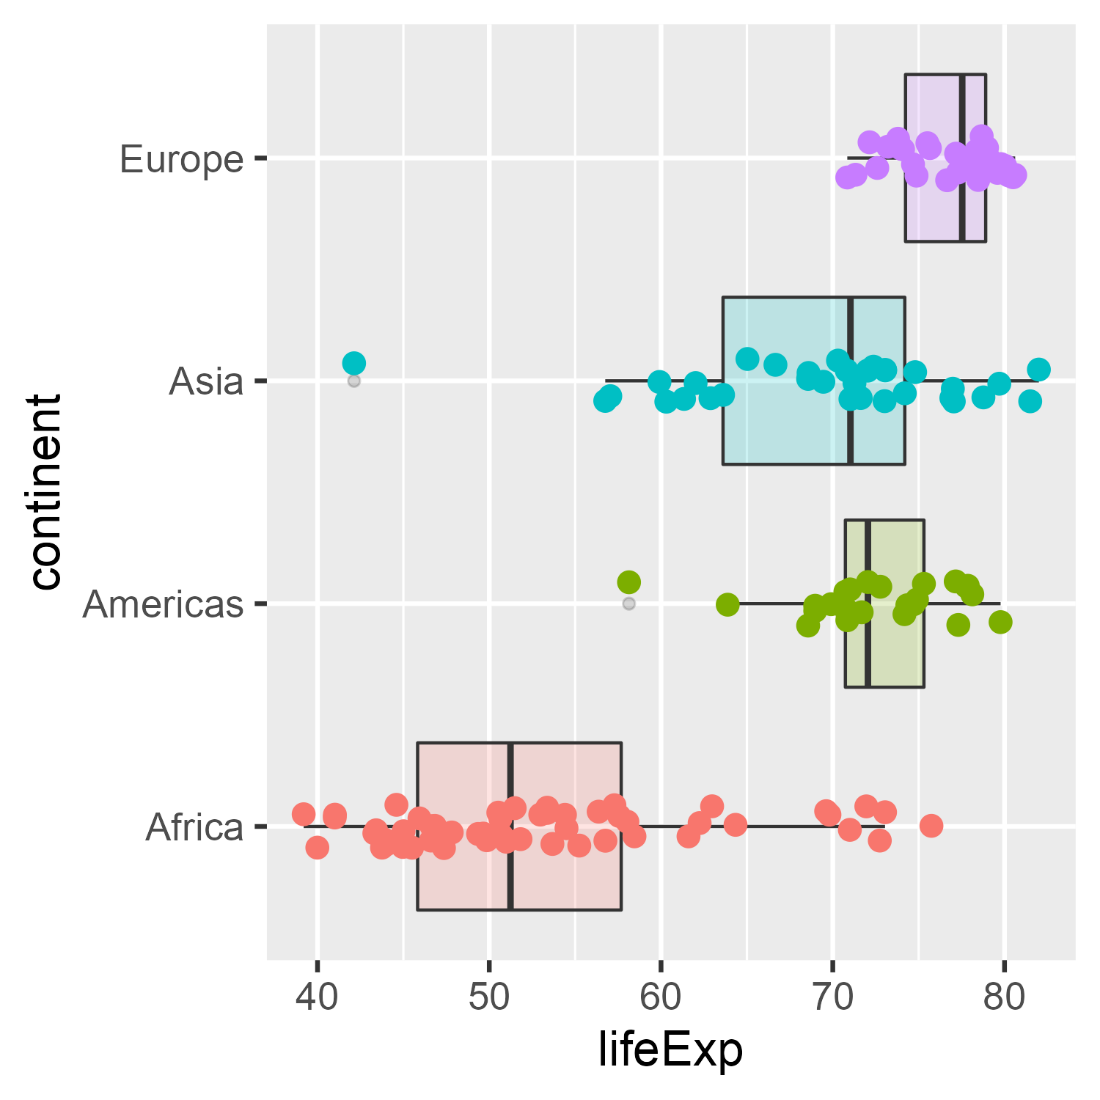 continent
Europe
Asia
Americas
Africa
40 50 60 70 80
lifeExp